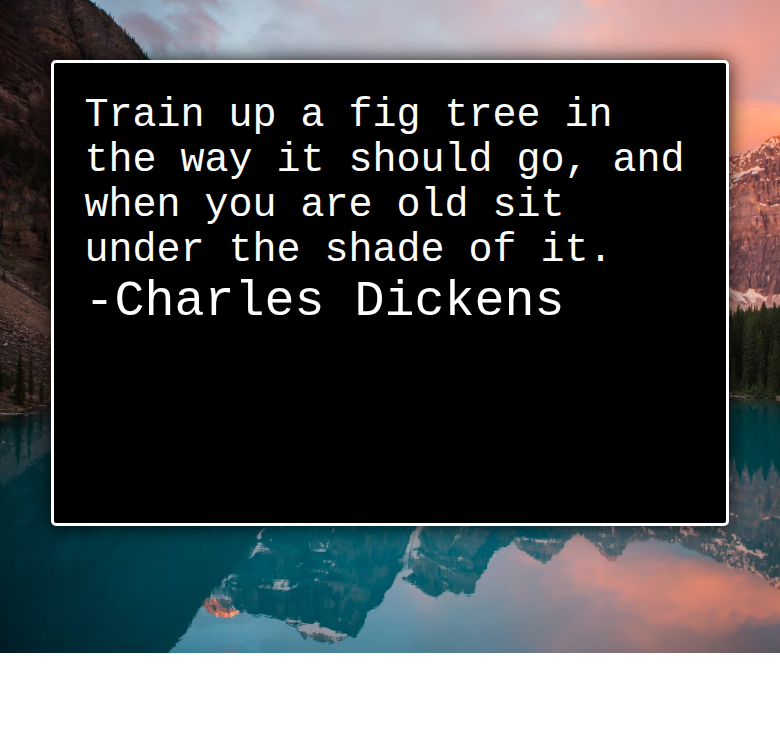 Train up a fig tree in
the way it should go, and
when you are old sit
under the shade of it.
-Charles Dickens